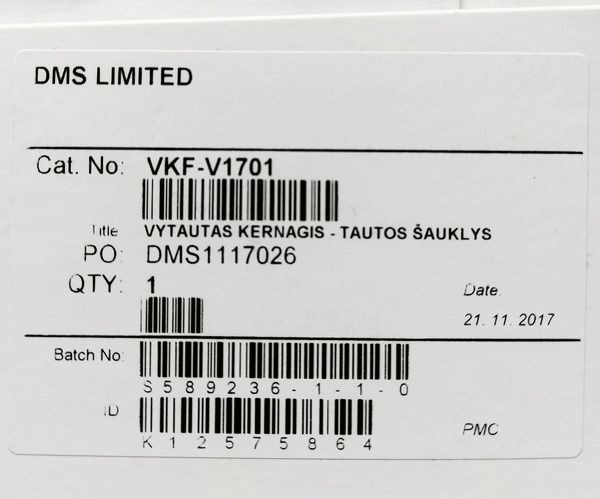 DMS LIMITED
Cat. No: VKF-V1701
Title VYTAUTAS KERNAGIS - TAUTOS ŠAUKLYS
PO: DMS1117026
QTY: 1
Date.
21. 11. 2017
Batch No:
S589236-1-1-0
ID
K12575864
PMC